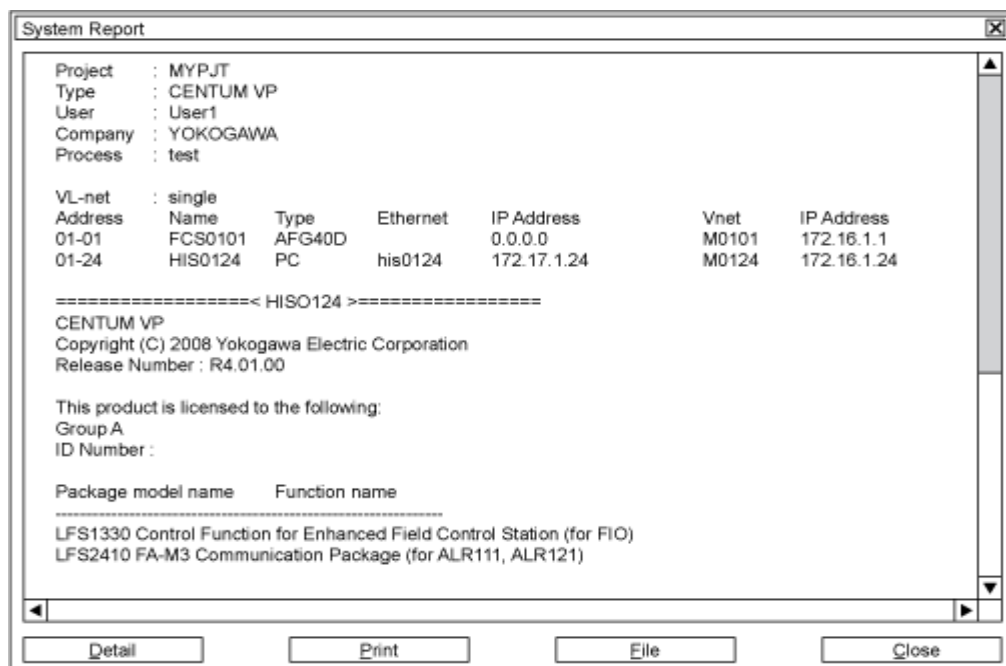 System Report
Project : MYPJT
Type : CENTUM VP
User : User1
Company : YOKOGAWA
Process : test
VL-net : single
Address Name Type Ethernet IP Address Vnet IP Address
01-01 FCS0101 AFG40D 0.0.0.0 M0101 172.16.1.1
01-24 HIS0124 PC his0124 172.17.1.24 M0124 172.16.1.24
===================< HISO124 >==================
CENTUM VP
Copyright (C) 2008 Yokogawa Electric Corporation
Release Number : R4.01.00
This product is licensed to the following:
Group A
ID Number :
Package model name Function name
------------------------------------------------------------------------
LFS1330 Control Function for Enhanced Field Control Station (for FIO)
LFS2410 FA-M3 Communication Package (for ALR111, ALR121)
Detail Print File Close